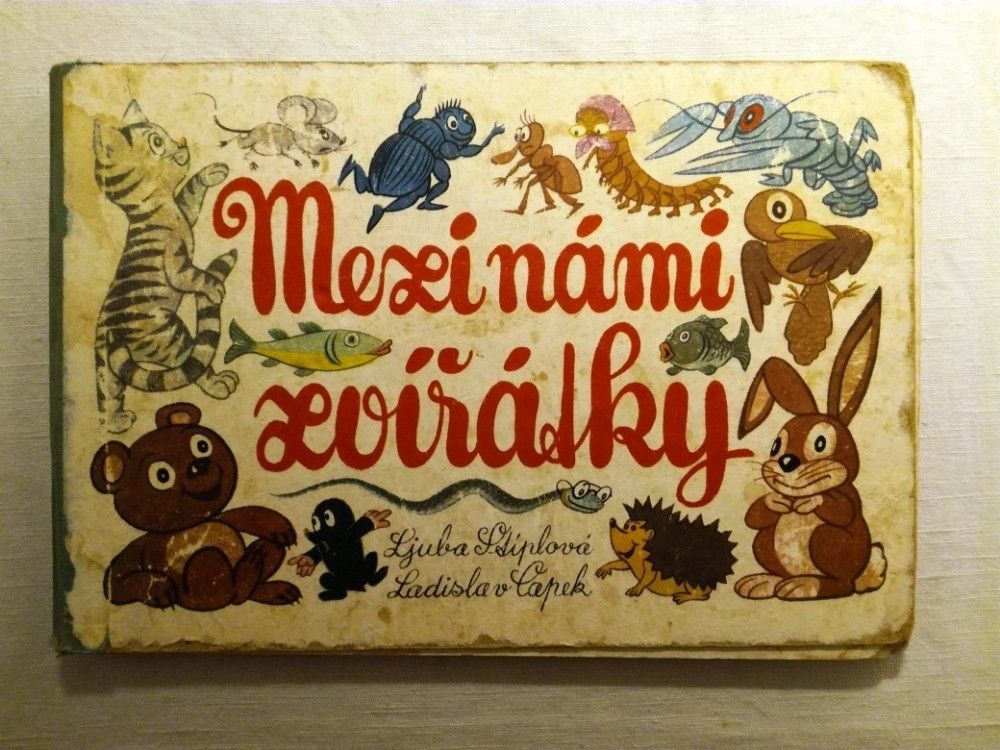 Mezi námi
zvířátky
Ljuba Štíplová
Ladislav Čapek